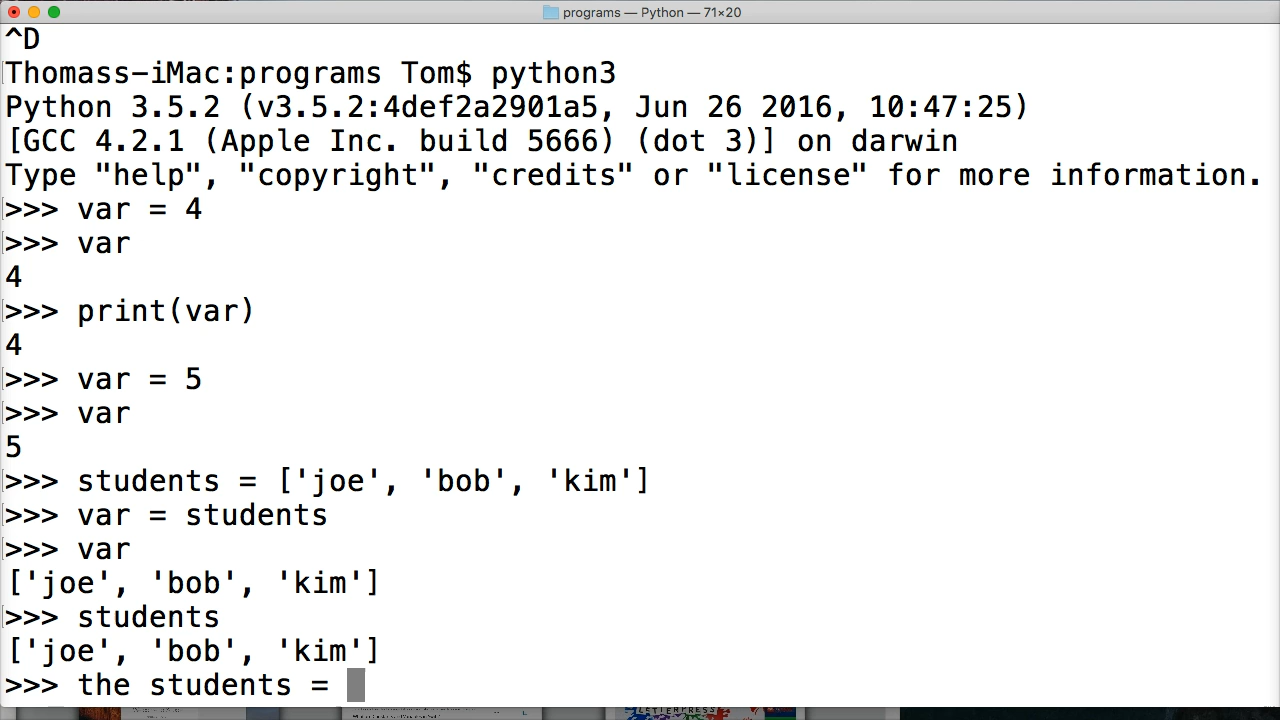 programs — Python — 71×20
^D
Thomass-iMac:programs Tom$ python3
Python 3.5.2 (v3.5.2:4def2a2901a5, Jun 26 2016, 10:47:25)
[GCC 4.2.1 (Apple Inc. build 5666) (dot 3)] on darwin
Type "help", "copyright", "credits" or "license" for more information.
>>> var = 4
>>> var
4
>>> print(var)
4
>>> var = 5
>>> var
5
>>> students = ['joe', 'bob', 'kim']
>>> var = students
>>> var
['joe', 'bob', 'kim']
>>> students
['joe', 'bob', 'kim']
>>> the students =
LETTERPRESS